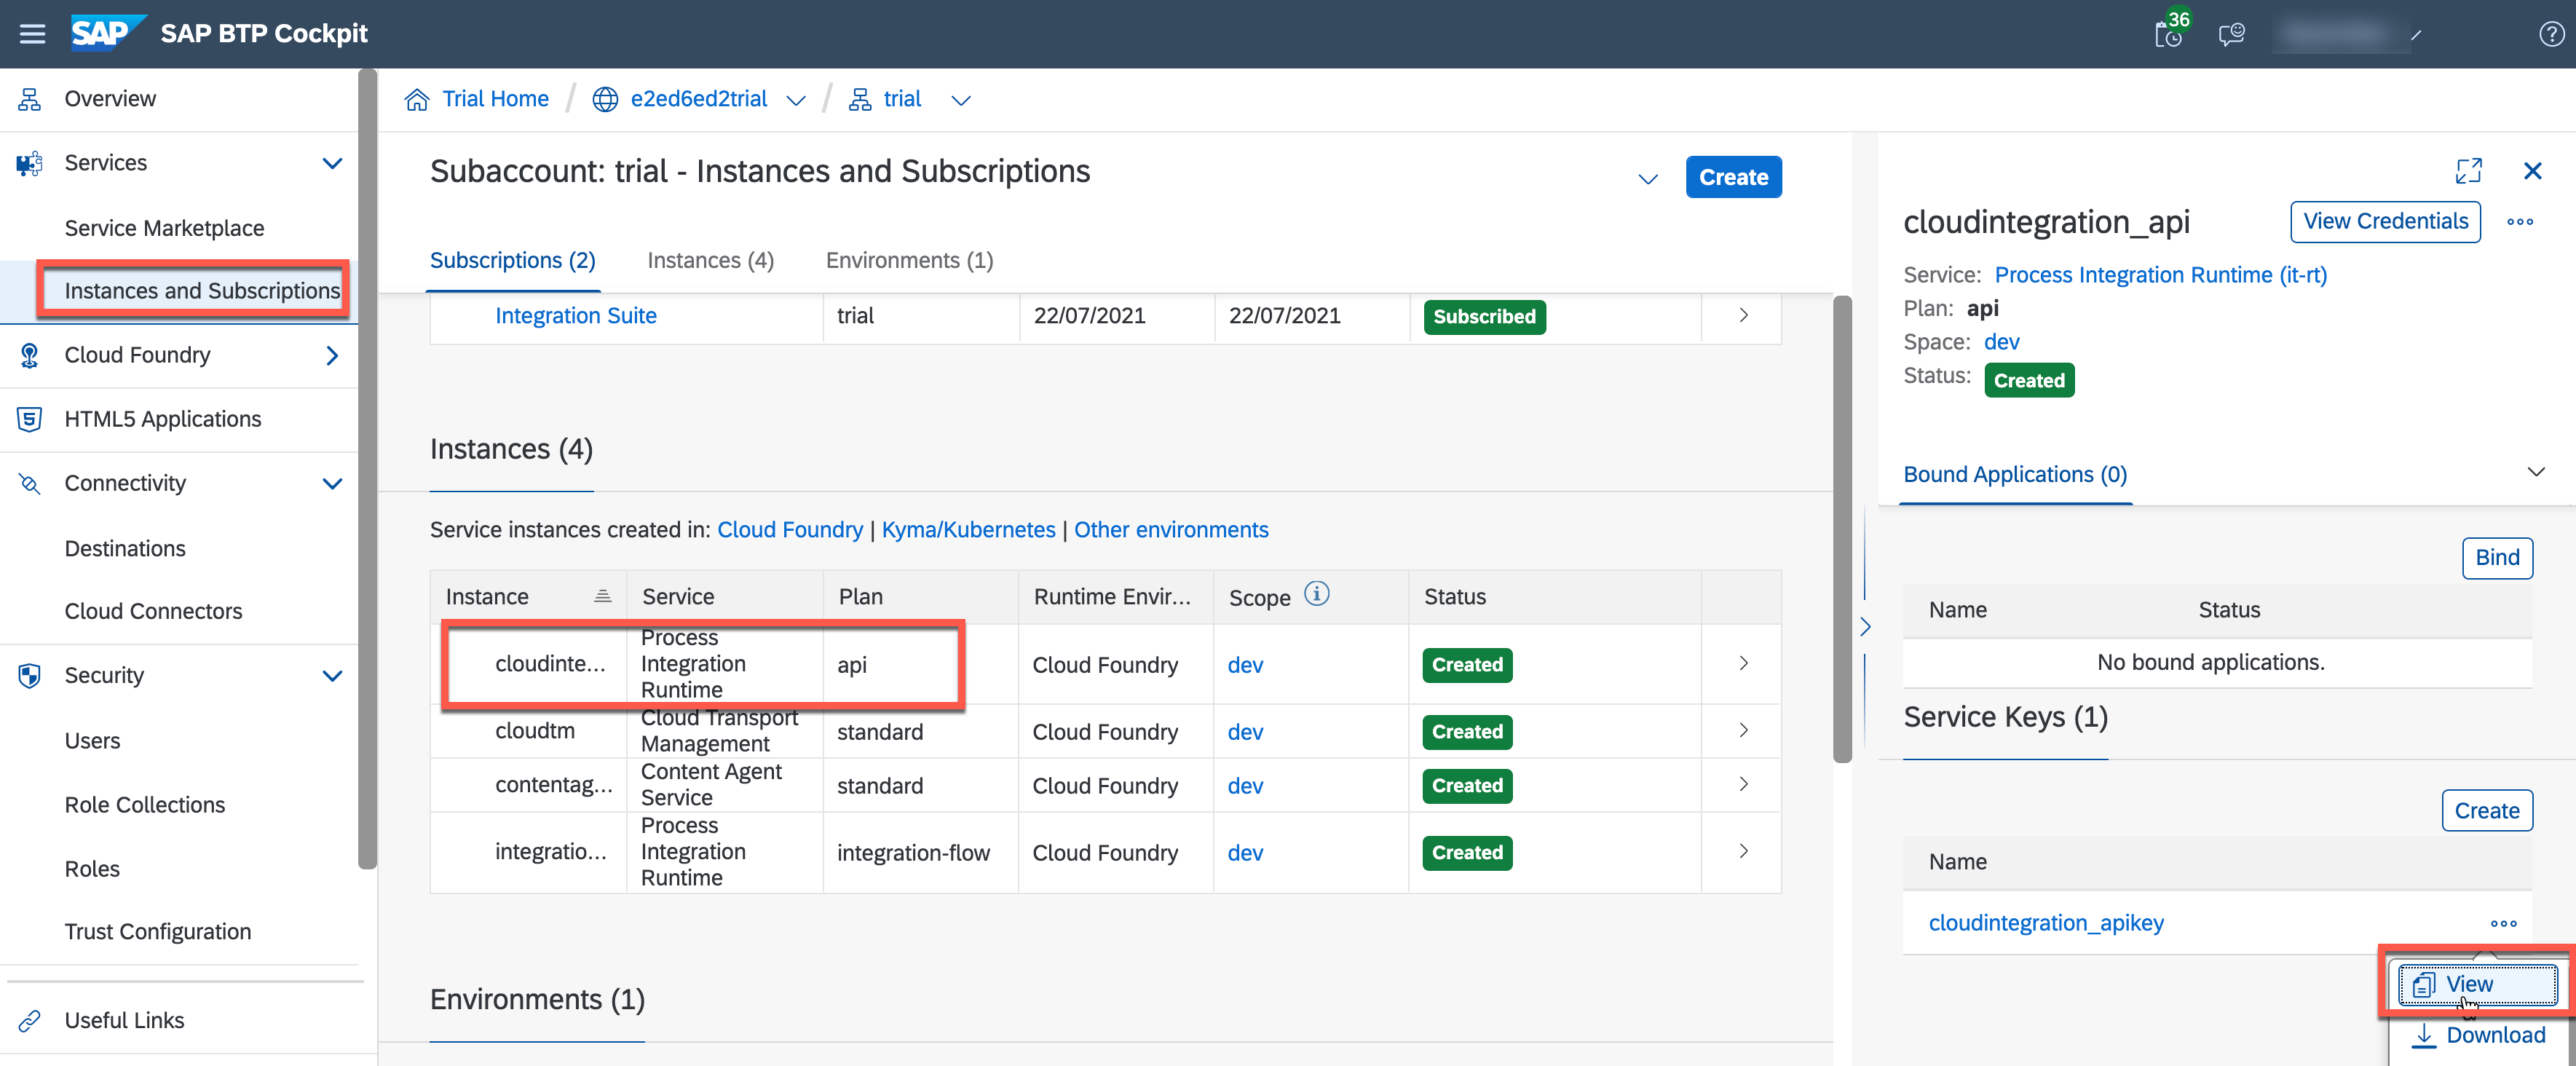 SAP SAP BTP Cockpit
36
Overview
Services
Service Marketplace
Instances and Subscriptions
Cloud Foundry
HTML5 Applications
Connectivity
Destinations
Cloud Connectors
Security
Users
Role Collections
Roles
Trust Configuration
Useful Links
Trial Home / e2ed6ed2trial / trial
Subaccount: trial - Instances and Subscriptions
Create
Subscriptions (2) Instances (4) Environments (1)
Integration Suite trial 22/07/2021 22/07/2021 Subscribed
Instances (4)
Service instances created in: Cloud Foundry | Kyma/Kubernetes | Other environments
Instance Service Plan Runtime Envir... Scope Status
cloudinte... Process Integration Runtime api Cloud Foundry dev Created
cloudtm Cloud Transport Management standard Cloud Foundry dev Created
contentag... Content Agent Service standard Cloud Foundry dev Created
integratio... Process Integration Runtime integration-flow Cloud Foundry dev Created
Environments (1)
cloudintegration_api
View Credentials
Service: Process Integration Runtime (it-rt)
Plan: api
Space: dev
Status: Created
Bound Applications (0)
Bind
Name Status
No bound applications.
Service Keys (1)
Create
Name
cloudintegration_apikey
View
Download